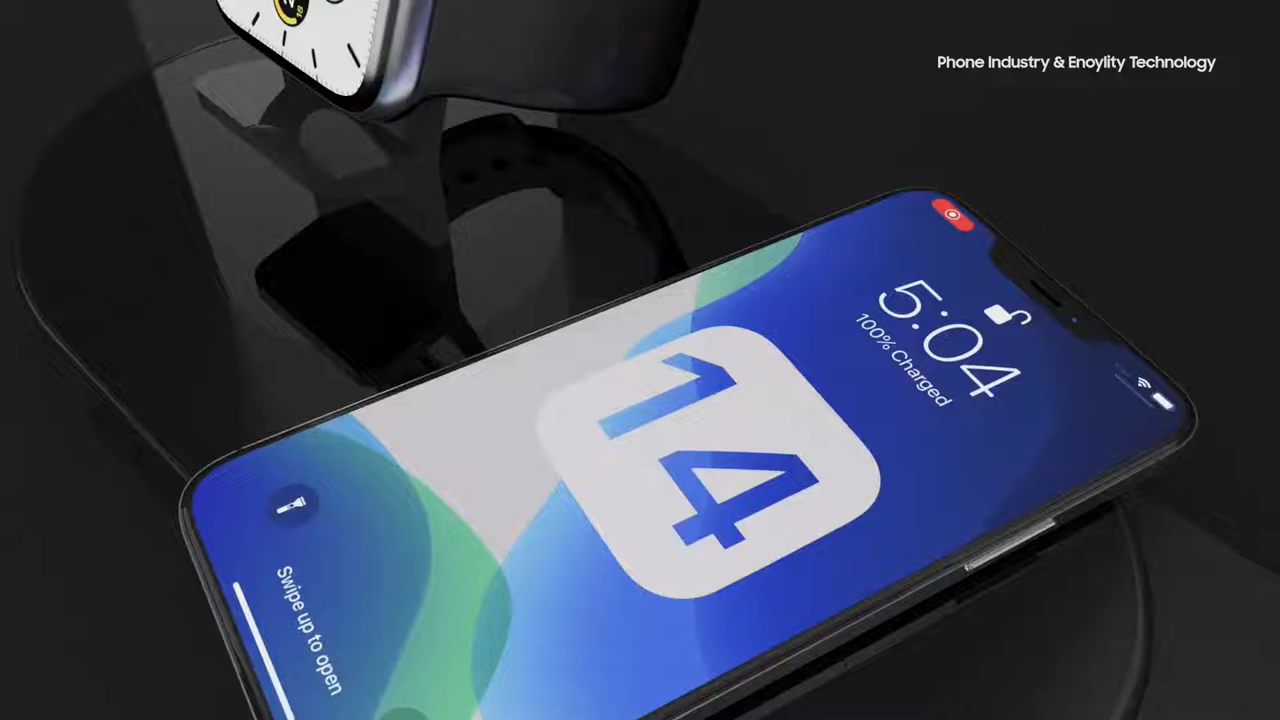 Phone Industry & Enoylity Technology
5:04
100% Charged
14
Swipe up to open